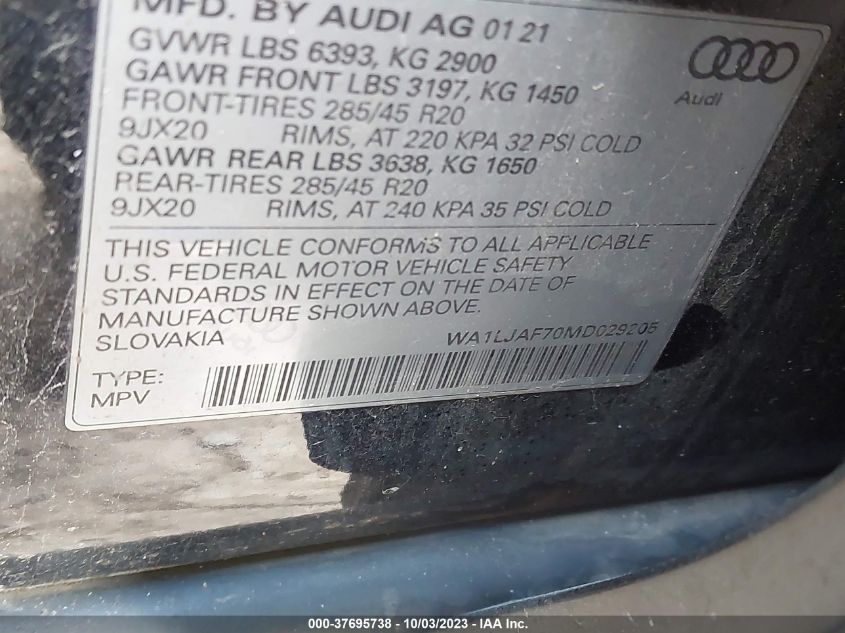 MFD. BY AUDI AG 01 21
GVWR LBS 6393, KG 2900
GAWR FRONT LBS 3197, KG 1450
FRONT-TIRES 285/45 R20
9JX20 RIMS, AT 220 KPA 32 PSI COLD
GAWR REAR LBS 3638, KG 1650
REAR-TIRES 285/45 R20
9JX20 RIMS, AT 240 KPA 35 PSI COLD
Audi
THIS VEHICLE CONFORMS TO ALL APPLICABLE
U.S. FEDERAL MOTOR VEHICLE SAFETY
STANDARDS IN EFFECT ON THE DATE OF
MANUFACTURE SHOWN ABOVE.
SLOVAKIA WA1LJAF70MD029205
TYPE:
MPV
000-37695738 - 10/03/2023 - IAA Inc.